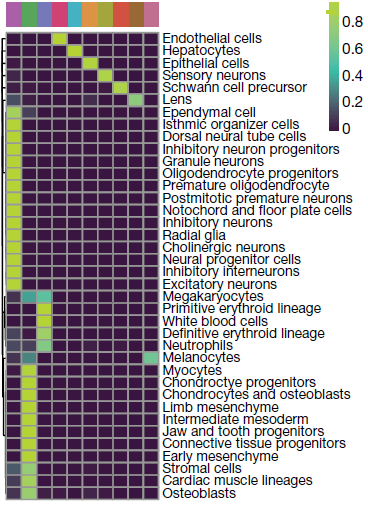 Endothelial cells
Hepatocytes
Epithelial cells
Sensory neurons
Schwann cell precursor
Lens
Ependymal cell
Isthmic organizer cells
Dorsal neural tube cells
Inhibitory neuron progenitors
Granule neurons
Oligodendrocyte progenitors
Premature oligodendrocyte
Postmitotic premature neurons
Notochord and floor plate cells
Inhibitory neurons
Radial glia
Cholinergic neurons
Neural progenitor cells
Inhibitory interneurons
Excitatory neurons
Megakaryocytes
Primitive erythroid lineage
White blood cells
Definitive erythroid lineage
Neutrophils
Melanocytes
Myocytes
Chondroctye progenitors
Chondrocytes and osteoblasts
Limb mesenchyme
Intermediate mesoderm
Jaw and tooth progenitors
Connective tissue progenitors
Early mesenchyme
Stromal cells
Cardiac muscle lineages
Osteoblasts
0.8
0.6
0.4
0.2
0